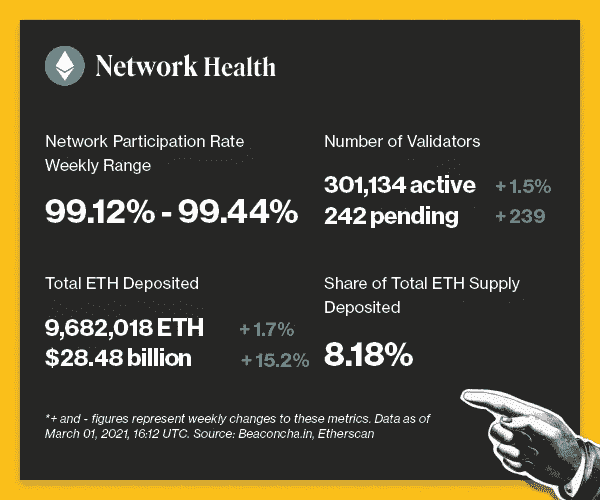 Network Health
Network Participation Rate
Weekly Range
99.12% - 99.44%
Number of Validators
301,134 active +1.5%
242 pending +239
Total ETH Deposited
9,682,018 ETH +1.7%
$28.48 billion +15.2%
Share of Total ETH Supply
Deposited
8.18%
*+ and - figures represent weekly changes to these metrics. Data as of
March 01, 2021, 16:12 UTC. Source: Beaconcha.in, Etherscan